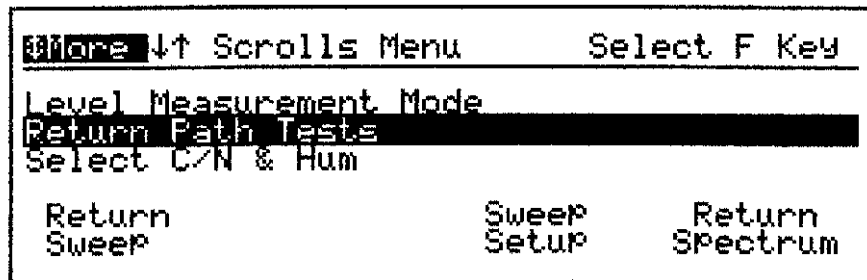 ⇕More ↓↑ Scrolls Menu Select F Key
Level Measurement Mode
Return Path Tests
Select C/N & Hum
Return Sweep Return
Sweep Setup Spectrum